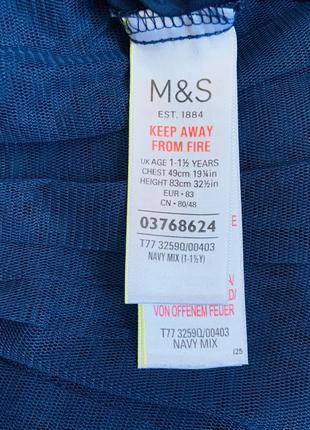 M&S
EST. 1884
KEEP AWAY
FROM FIRE
UK AGE 1-1½ YEARS
CHEST 49cm 19¼in
HEIGHT 83cm 32½in
EUR • 83
CN • 80/48
03768624
E
T77 3259Q/00403
NAVY MIX (1-1½Y)
V/
D/
VON OFFENEM FEUER
T77 3259Q/00403
NAVY MIX